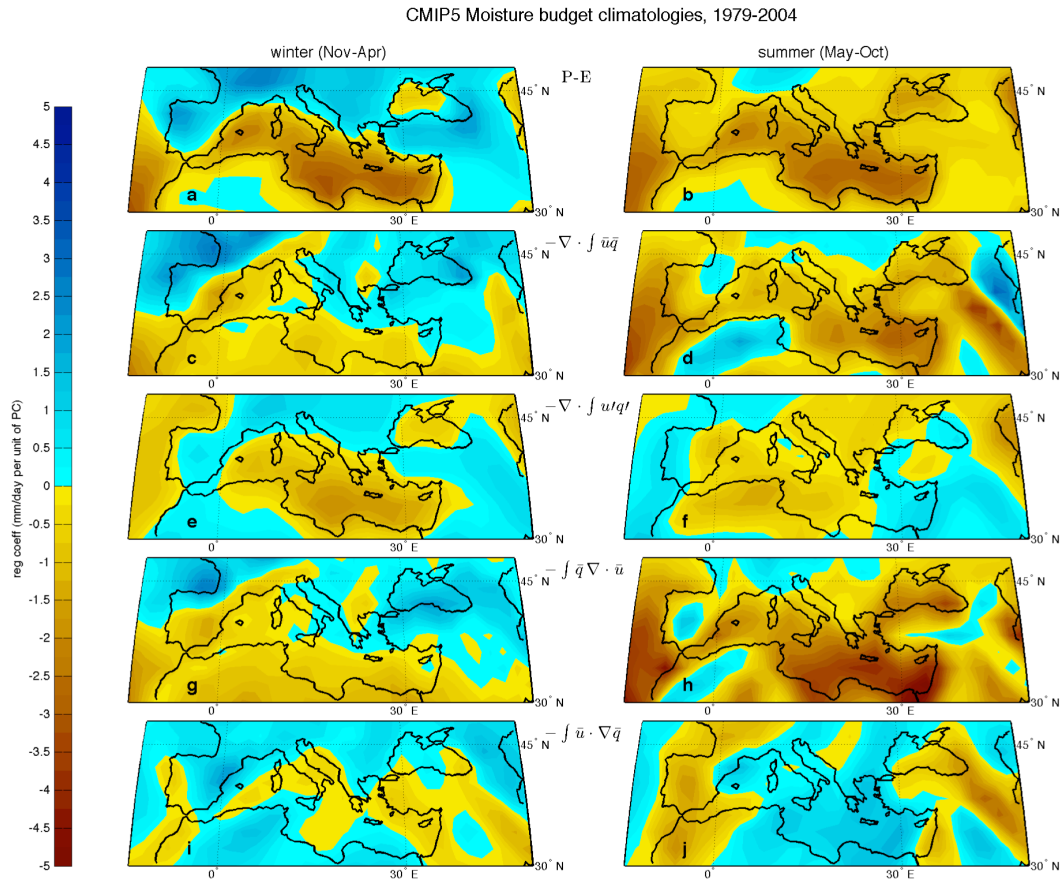 CMIP5 Moisture budget climatologies, 1979-2004
winter (Nov-Apr)
summer (May-Oct)
P-E
5
4.5
4
3.5
3
2.5
2
1.5
1
0.5
0
-0.5
-1
-1.5
-2
-2.5
-3
-3.5
-4
-4.5
-5
reg coeff (mm/day per unit of PC)
a
45° N
30° N
0°
30° E
b
45° N
30° N
0°
30° E
−∇ · ∫ ūq̄
c
45° N
30° N
0°
30° E
d
45° N
30° N
0°
30° E
−∇ · ∫ u′q′
e
45° N
30° N
0°
30° E
f
45° N
30° N
0°
30° E
− ∫ q̄∇ · ū
g
45° N
30° N
0°
30° E
h
45° N
30° N
0°
30° E
− ∫ ū · ∇q̄
i
45° N
30° N
0°
30° E
j
45° N
30° N
0°
30° E